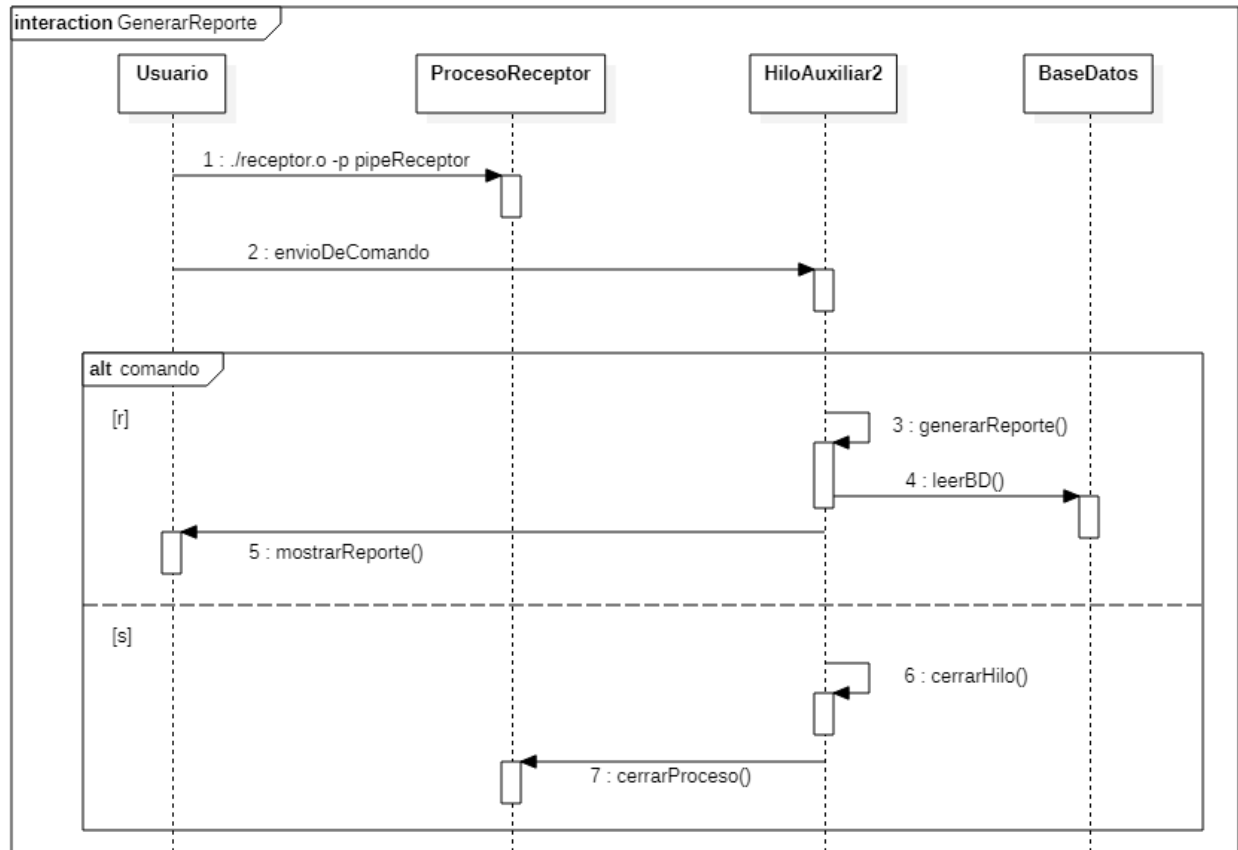 interaction GenerarReporte
Usuario
ProcesoReceptor
HiloAuxiliar2
BaseDatos
1 : ./receptor.o -p pipeReceptor
2 : envioDeComando
alt comando
[r]
3 : generarReporte()
4 : leerBD()
5 : mostrarReporte()
[s]
6 : cerrarHilo()
7 : cerrarProceso()